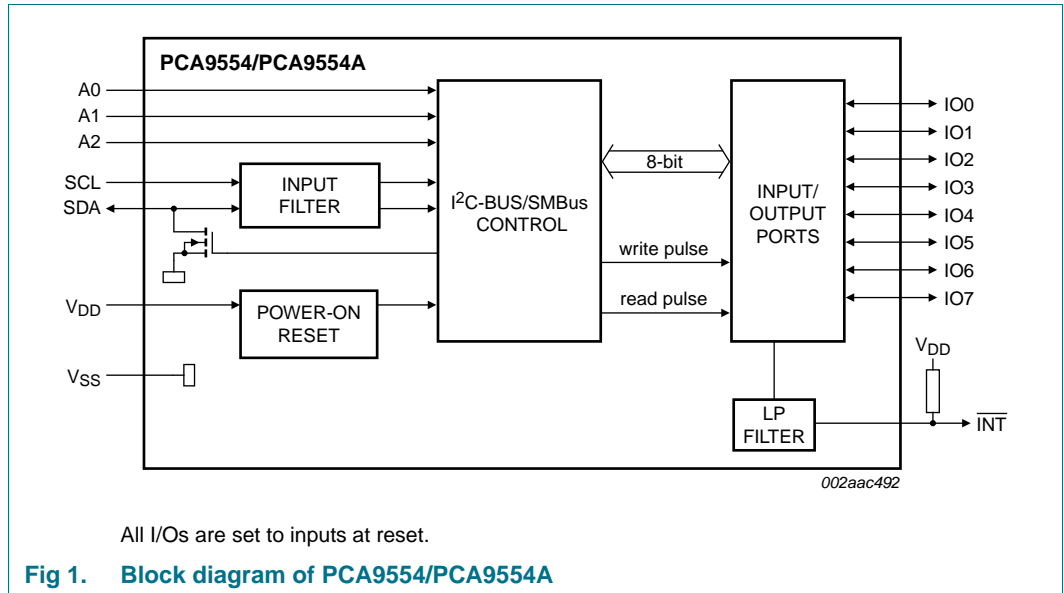 PCA9554/PCA9554A
A0
A1
A2
SCL
SDA
VDD
VSS
INPUT
FILTER
POWER-ON
RESET
I2C-BUS/SMBus
CONTROL
8-bit
write pulse
read pulse
INPUT/
OUTPUT
PORTS
LP
FILTER
IO0
IO1
IO2
IO3
IO4
IO5
IO6
IO7
VDD
INT
002aac492
All I/Os are set to inputs at reset.
Fig 1. Block diagram of PCA9554/PCA9554A